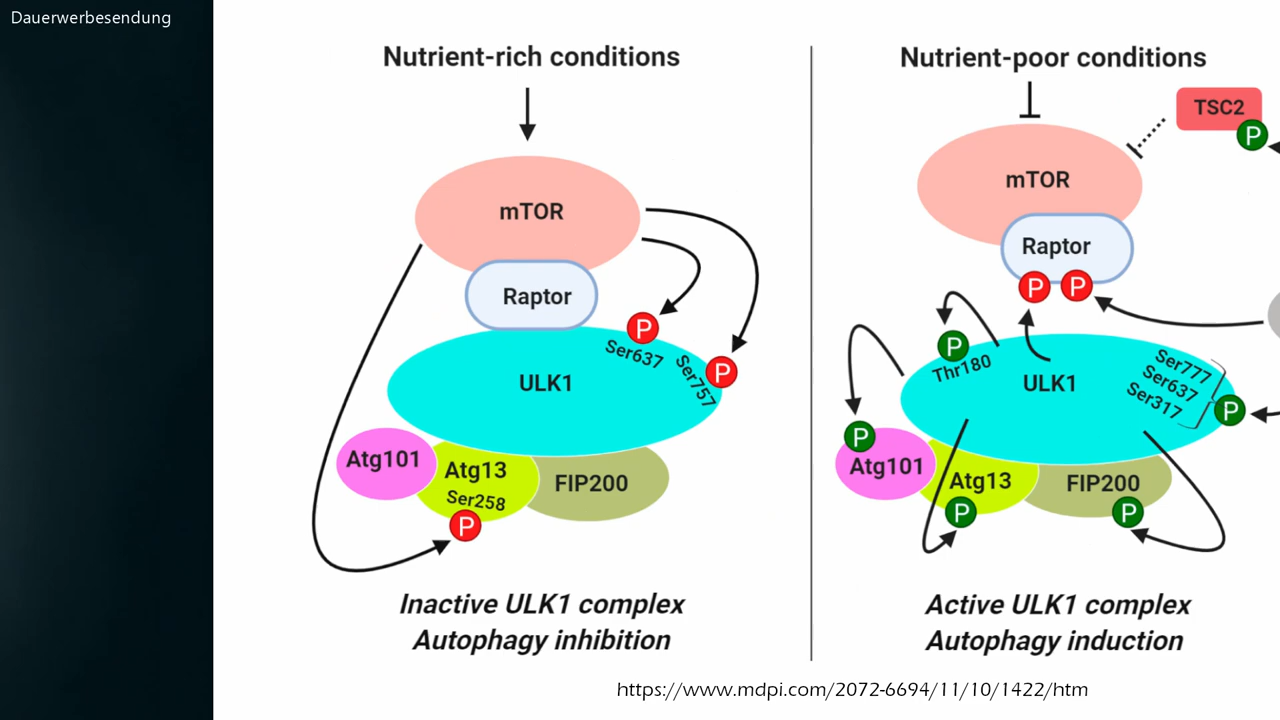 Dauerwerbesendung
Nutrient-rich conditions
mTOR
Raptor
P
Ser637
P
Ser757
ULK1
Atg101
Atg13
Ser258
P
FIP200
Inactive ULK1 complex
Autophagy inhibition
Nutrient-poor conditions
TSC2
P
mTOR
Raptor
P P
P
Thr180
ULK1
Ser777
Ser637
Ser317
P
P
Atg101
Atg13
P
FIP200
P
Active ULK1 complex
Autophagy induction
https://www.mdpi.com/2072-6694/11/10/1422/htm